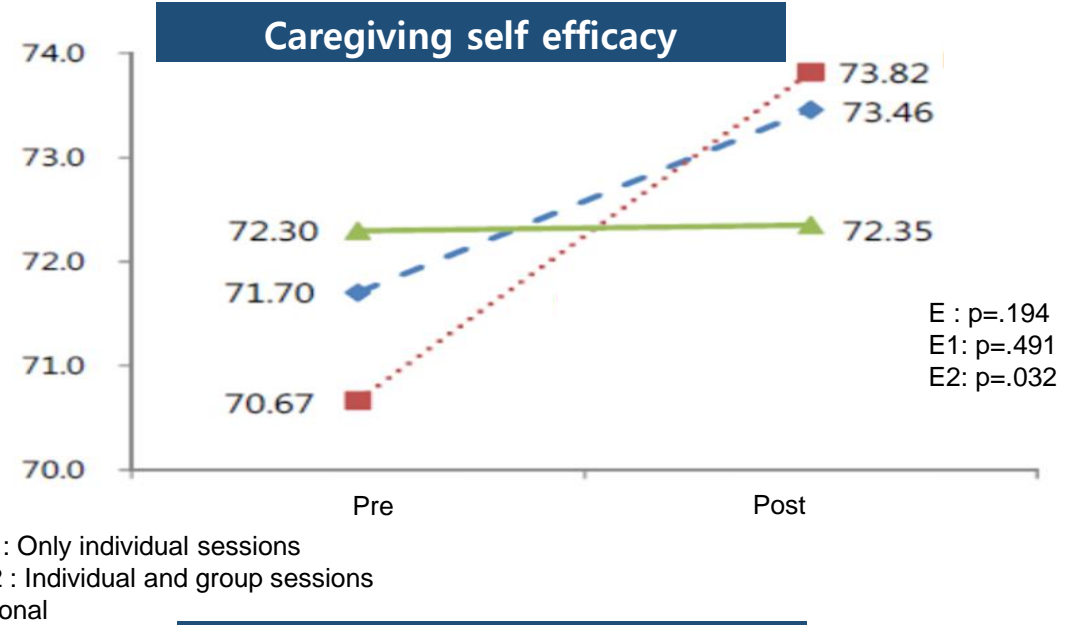 Caregiving self efficacy
74.0
73.82
73.46
73.0
72.30
72.35
72.0
71.70
E : p=.194
E1: p=.491
71.0
E2: p=.032
70.67
70.0
Pre Post
: Only individual sessions
2 : Individual and group sessions
onal